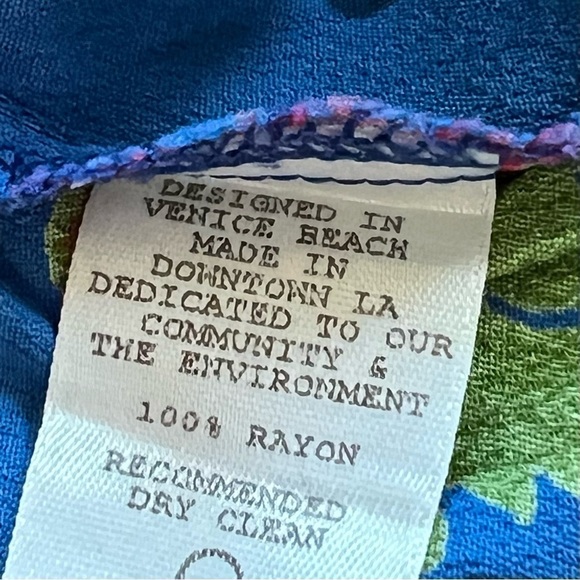 DESIGNED IN
VENICE BEACH
MADE IN
DOWNTOWN LA
DEDICATED TO OUR
COMMUNITY &
THE ENVIRONMENT
100% RAYON
RECOMMENDED
DRY CLEAN